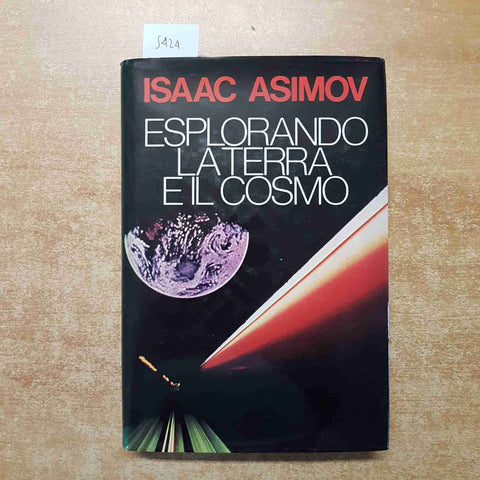 5424
ISAAC ASIMOV
ESPLORANDO
LA TERRA
E IL COSMO